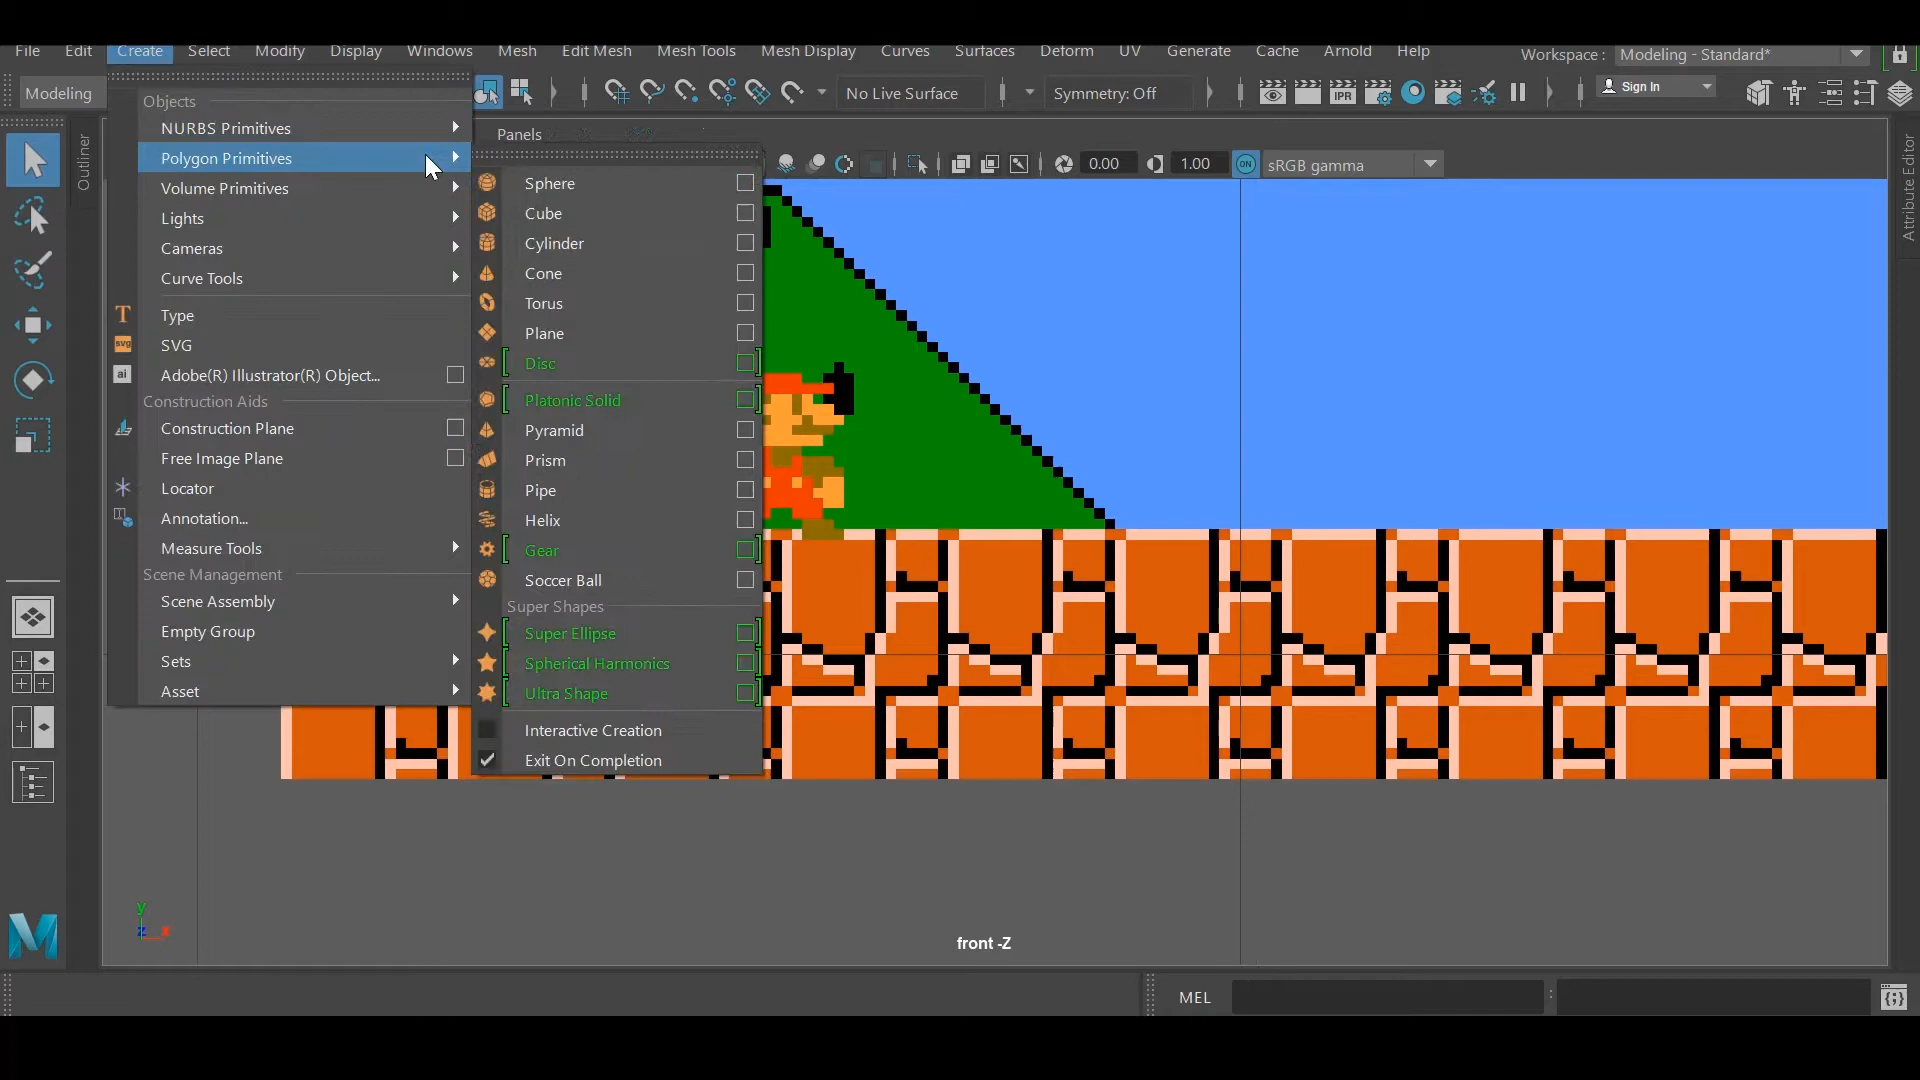 File Edit Create Select Modify Display Windows Mesh Edit Mesh Mesh Tools Mesh Display Curves Surfaces Deform UV Generate Cache Arnold Help Workspace : Modeling - Standard*
Modeling No Live Surface Symmetry: Off IPR Sign In
Panels
0.00 1.00 ON sRGB gamma
Outliner
Attribute Editor
Objects
NURBS Primitives
Polygon Primitives
Volume Primitives
Lights
Cameras
Curve Tools
T Type
svg SVG
ai Adobe(R) Illustrator(R) Object...
Construction Aids
Construction Plane
Free Image Plane
Locator
Annotation...
Measure Tools
Scene Management
Scene Assembly
Empty Group
Sets
Asset
Sphere
Cube
Cylinder
Cone
Torus
Plane
Disc
Platonic Solid
Pyramid
Prism
Pipe
Helix
Gear
Soccer Ball
Super Shapes
Super Ellipse
Spherical Harmonics
Ultra Shape
Interactive Creation
Exit On Completion
y
z x
M
front -Z
MEL